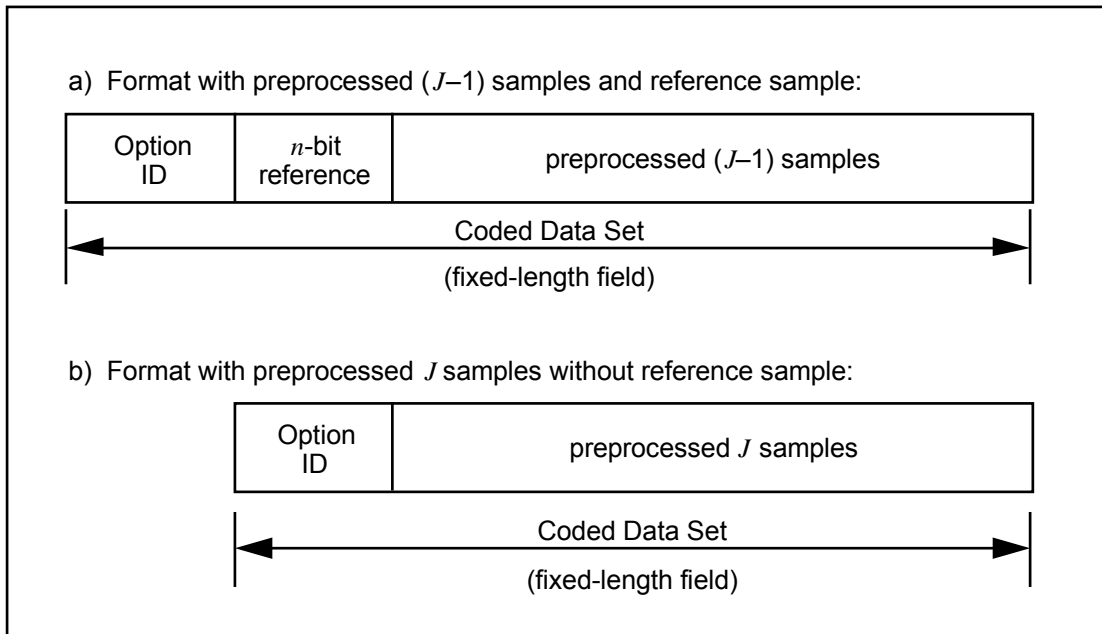 a) Format with preprocessed (J–1) samples and reference sample:
Option
ID
n-bit
reference
preprocessed (J–1) samples
Coded Data Set
(fixed-length field)
b) Format with preprocessed J samples without reference sample:
Option
ID
preprocessed J samples
Coded Data Set
(fixed-length field)